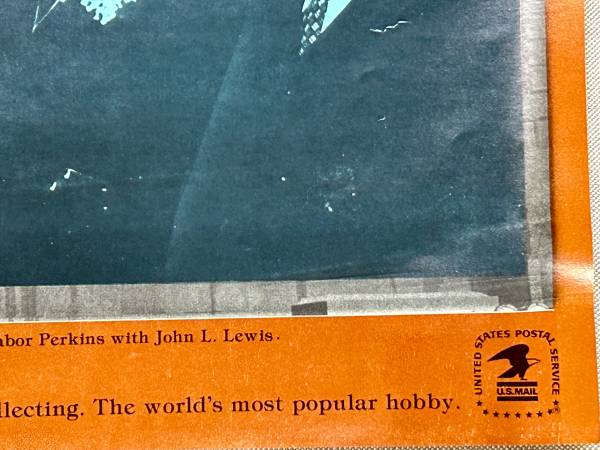 abor Perkins with John L. Lewis.
llecting. The world's most popular hobby.
UNITED STATES POSTAL SERVICE
U.S.MAIL